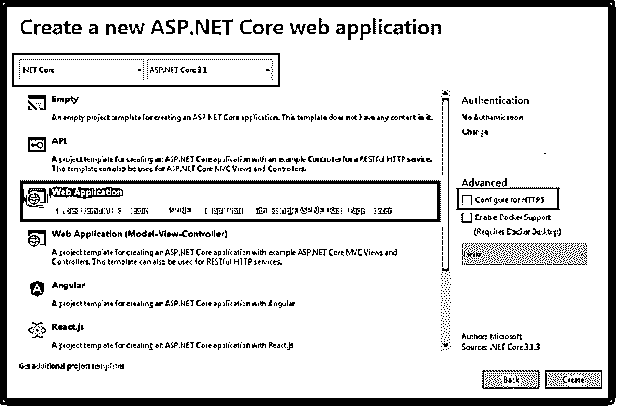 Create a new ASP.NET Core web application
.NET Core
ASP.NET Core 3.1
Empty
An empty project template for creating an ASP.NET Core application. This template does not have any content in it.
API
A project template for creating an ASP.NET Core application with an example Controller for a RESTful HTTP service.
This template can also be used for ASP.NET Core MVC Views and Controllers.
Web Application
Web Application (Model-View-Controller)
A project template for creating an ASP.NET Core application with example ASP.NET Core MVC Views and
Controllers. This template can also be used for RESTful HTTP services.
Angular
A project template for creating an ASP.NET Core application with Angular
React.js
A project template for creating an ASP.NET Core application with React.js
Get additional project templates
Authentication
No Authentication
Change
Advanced
Configure for HTTPS
Enable Docker Support
(Requires Docker Desktop)
Author: Microsoft
Source: .NET Core 3.1.3
Back
Create